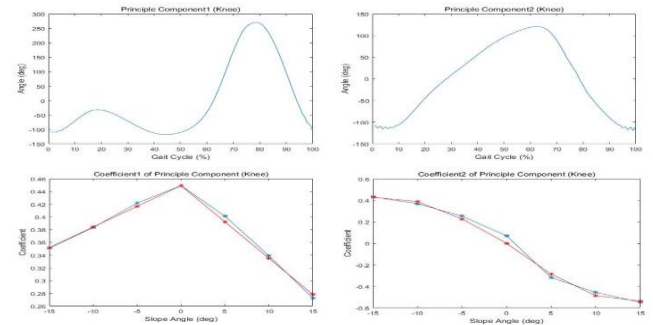 Principle Component1 (Knee)
300
250
200
150
100
50
0
-50
-100
-150
Angle (deg)
0 10 20 30 40 50 60 70 80 90 100
Gait Cycle (%)
Principle Component2 (Knee)
150
100
50
0
-50
-100
-150
Angle (deg)
0 10 20 30 40 50 60 70 80 90 100
Gait Cycle (%)
Coefficient1 of Principle Component (Knee)
0.46
0.44
0.42
0.4
0.38
0.36
0.34
0.32
0.3
0.28
0.26
Coefficient
-15 -10 -5 0 5 10 15
Slope Angle (deg)
Coefficient2 of Principle Component (Knee)
0.6
0.4
0.2
0
-0.2
-0.4
-0.6
Coefficient
-15 -10 -5 0 5 10 15
Slope Angle (deg)